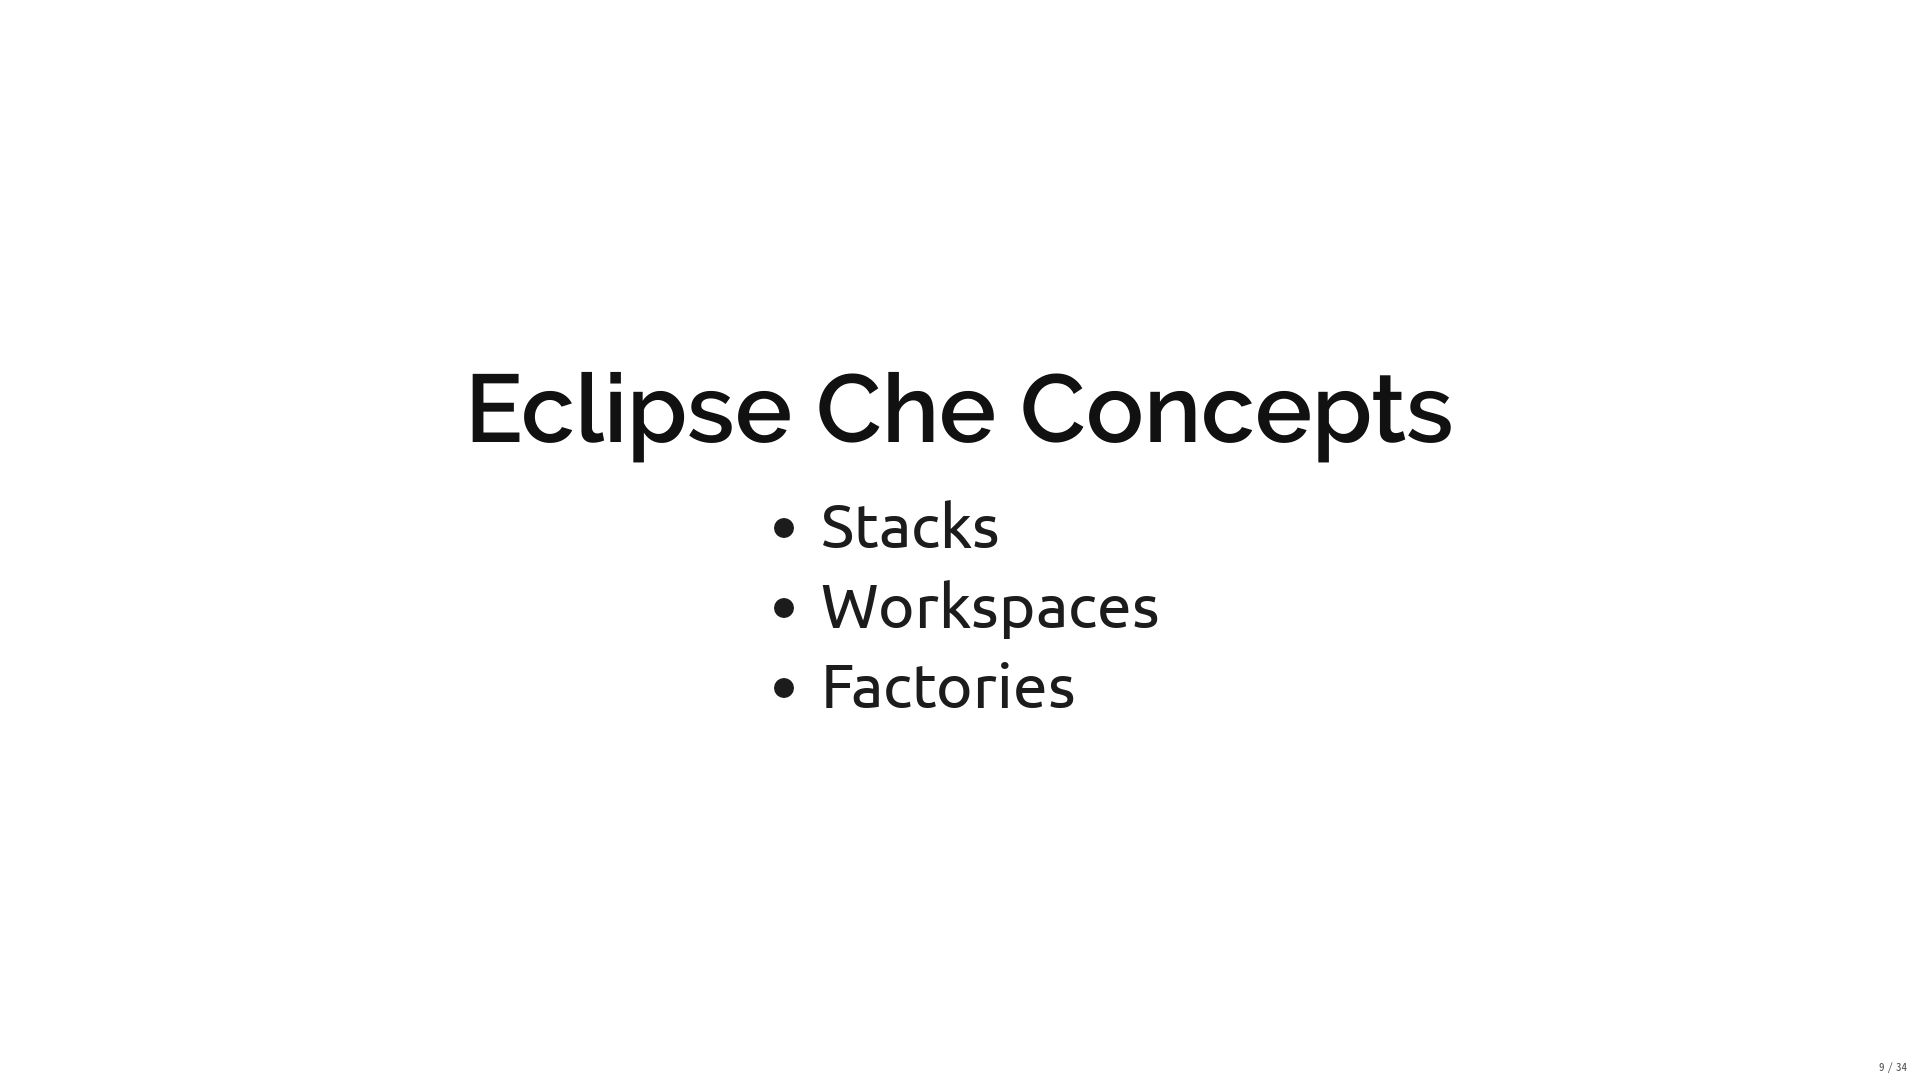 Eclipse Che Concepts
• Stacks
• Workspaces
• Factories
9 / 34